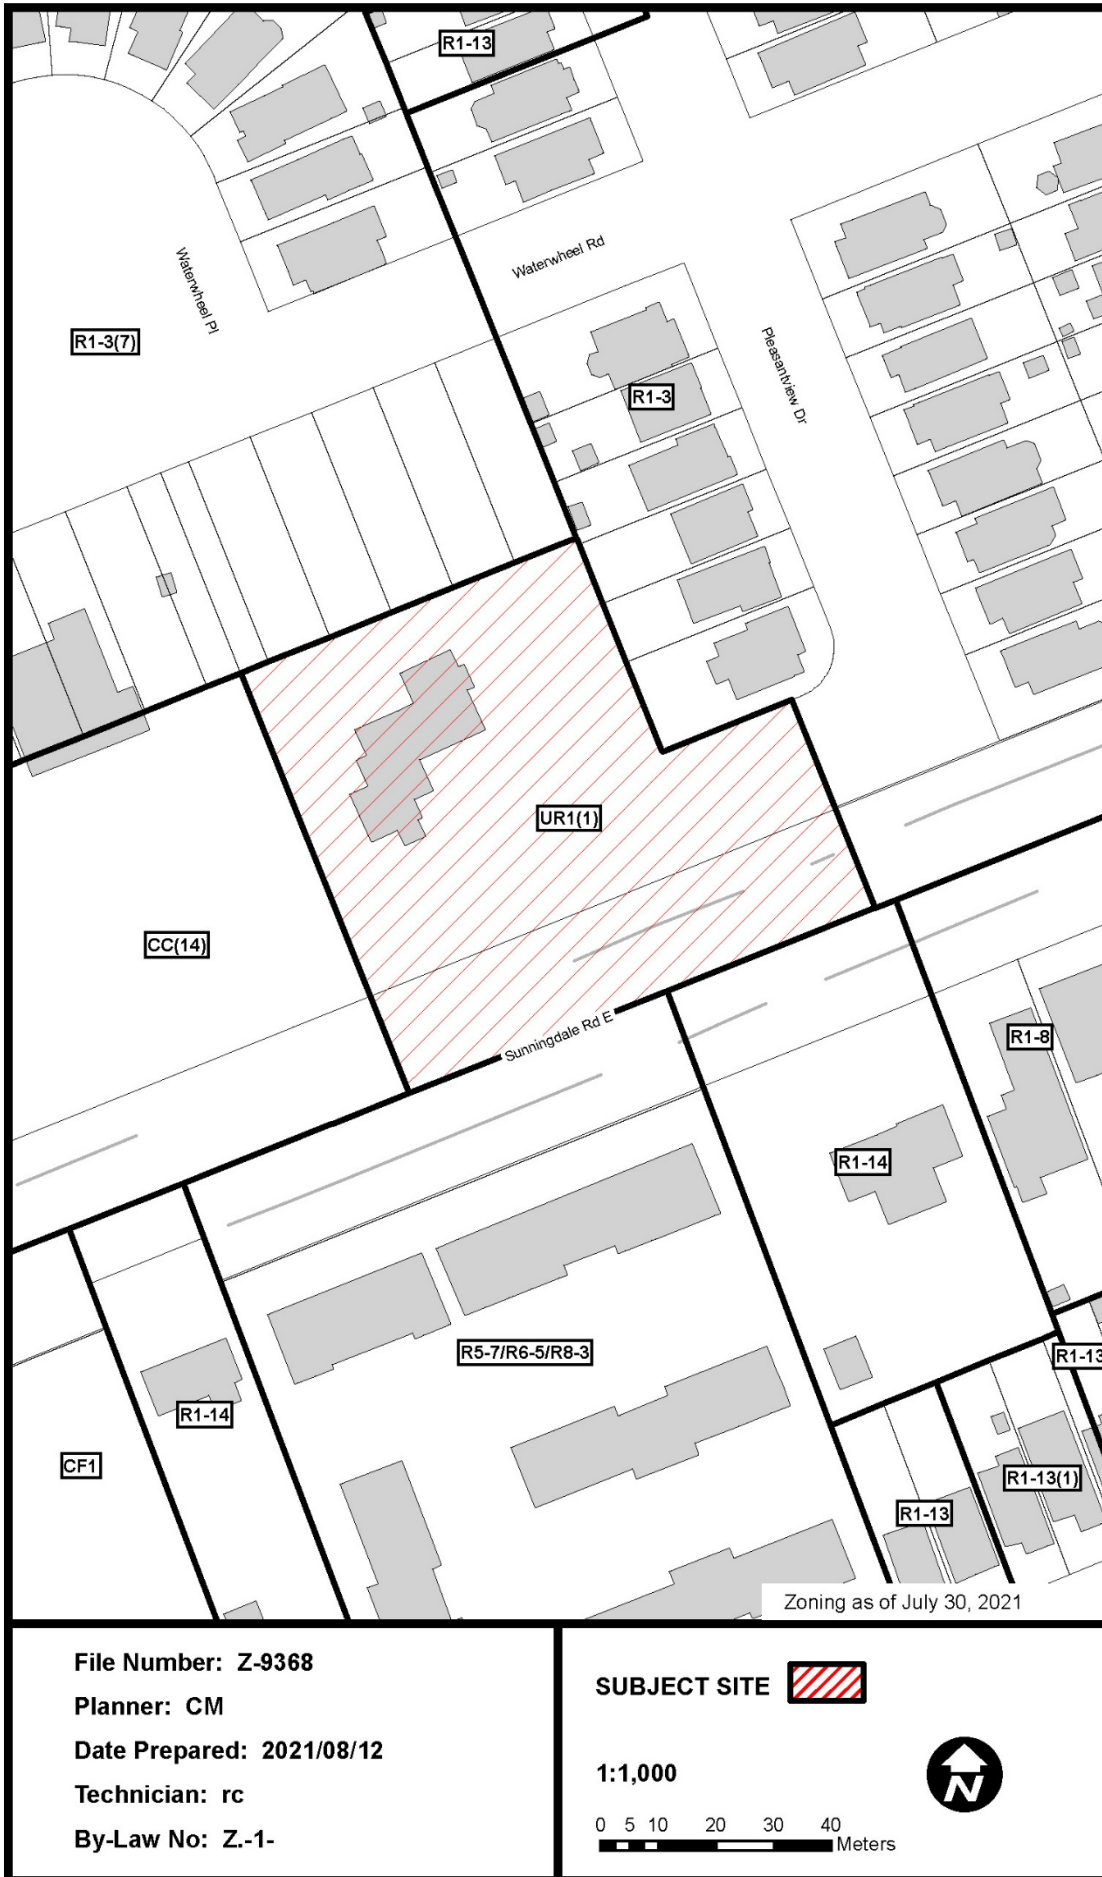 R1-13
Waterwheel Rd
Waterwheel Pl
R1-3(7)
Pleasantview Dr
R1-3
UR1(1)
CC(14)
Sunningdale Rd E
R1-8
R1-14
R5-7/R6-5/R8-3
R1-13
R1-14
CF1
R1-13(1)
R1-13
Zoning as of July 30, 2021
File Number: Z-9368
Planner: CM
Date Prepared: 2021/08/12
Technician: rc
By-Law No: Z.-1-
SUBJECT SITE
1:1,000
N
0 5 10 20 30 40
Meters